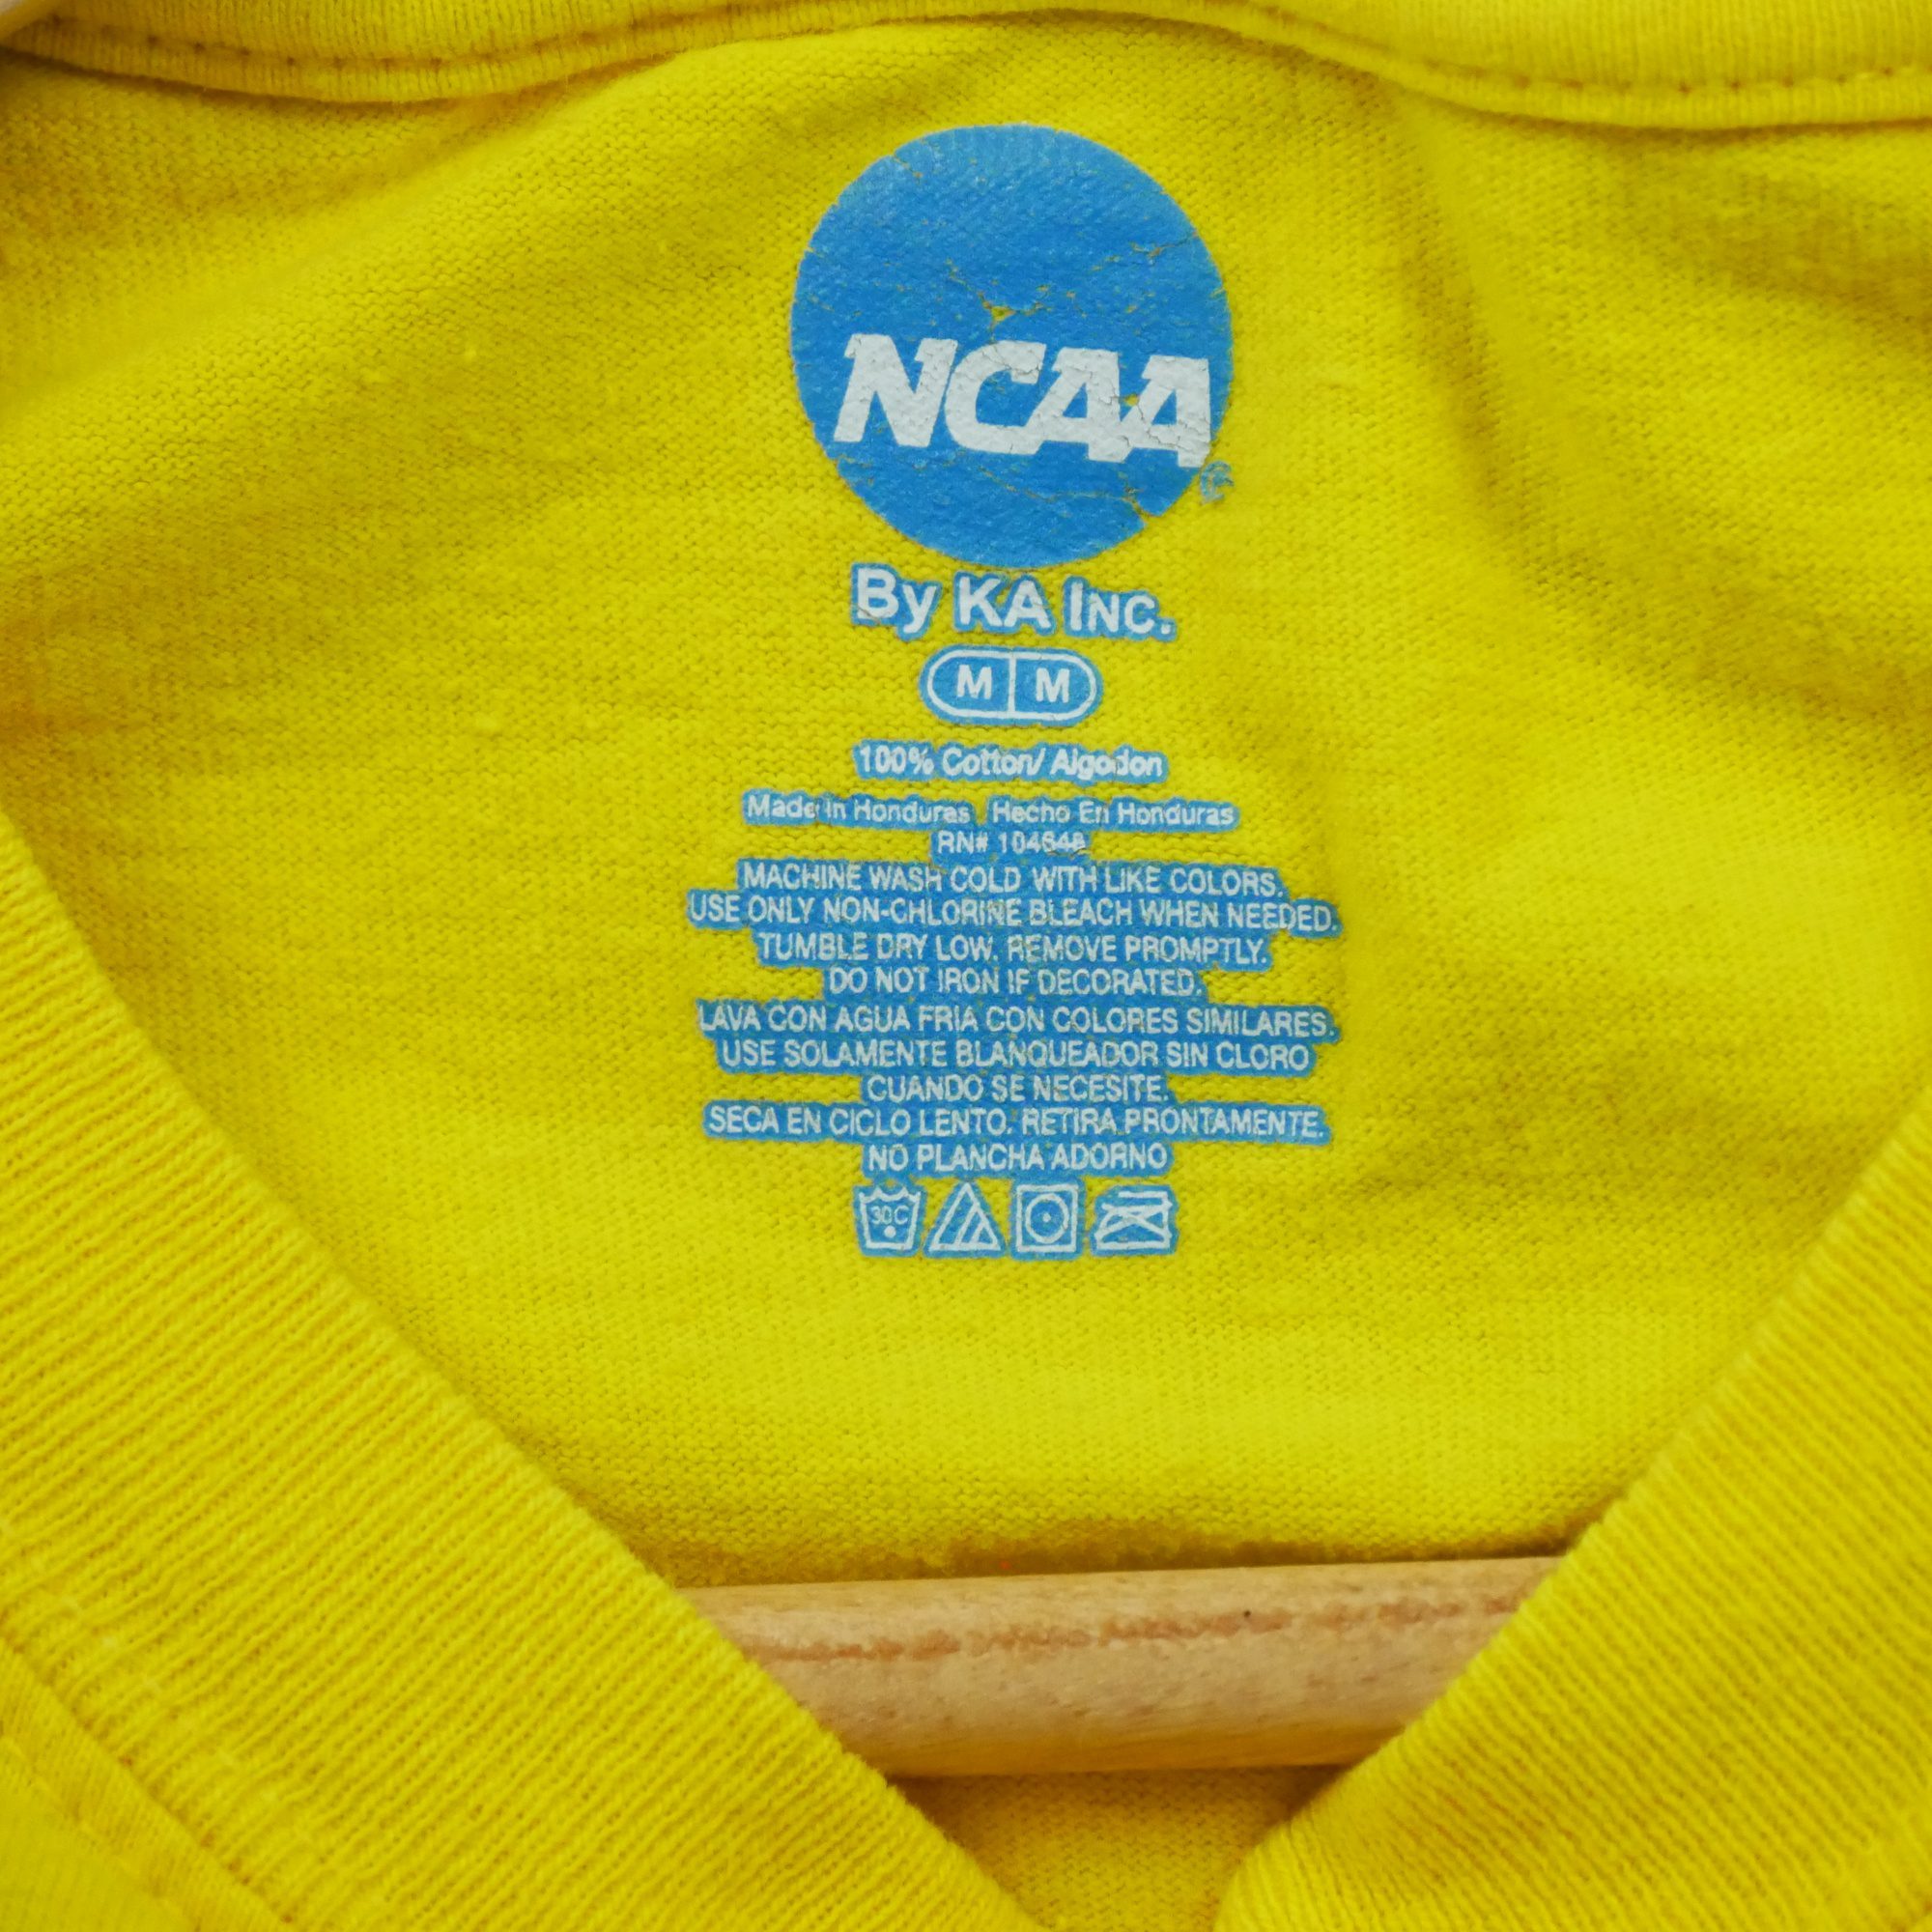 NCAA
By KA INC.
M M
100% Cotton/ Algodon
Made In Honduras Hecho En Honduras
RN# 104648
MACHINE WASH COLD WITH LIKE COLORS.
USE ONLY NON-CHLORINE BLEACH WHEN NEEDED.
TUMBLE DRY LOW. REMOVE PROMPTLY.
DO NOT IRON IF DECORATED.
LAVA CON AGUA FRIA CON COLORES SIMILARES.
USE SOLAMENTE BLANQUEADOR SIN CLORO
CUANDO SE NECESITE.
SECA EN CICLO LENTO. RETIRA PRONTAMENTE.
NO PLANCHA ADORNO
30C